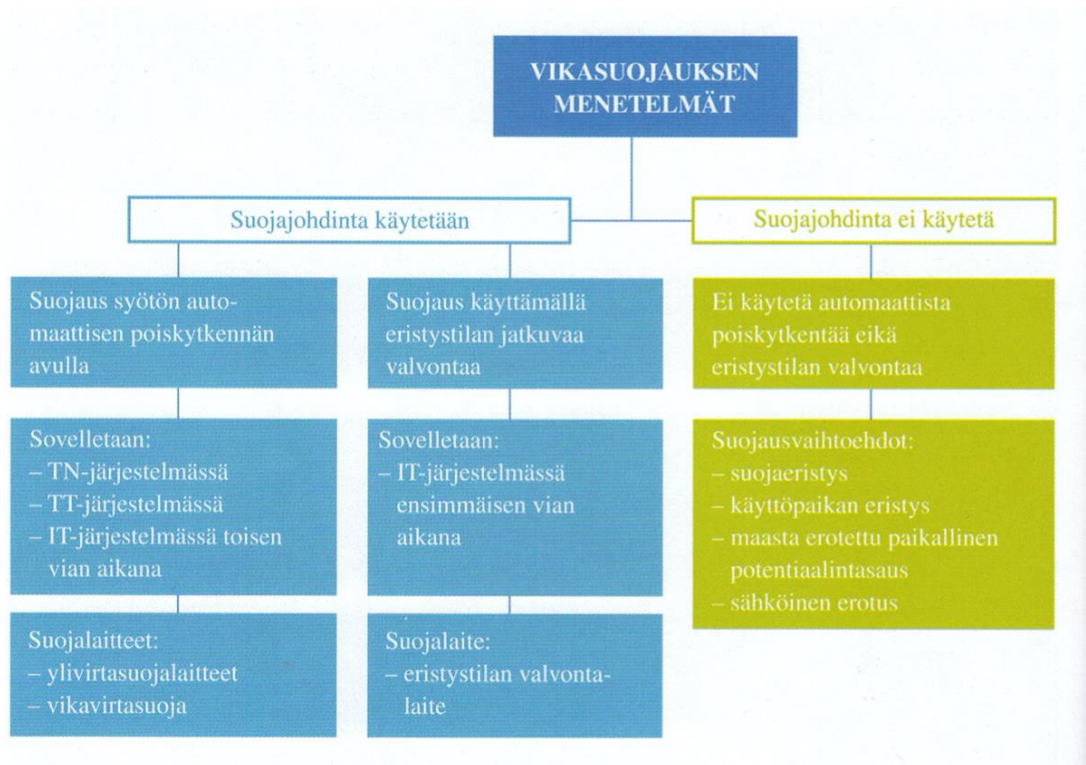 VIKASUOJAUKSEN
MENETELMÄT
Suojajohdinta käytetään
Suojajohdinta ei käytetä
Suojaus syötön auto-
maattisen poiskytkennän
avulla
Suojaus käyttämällä
eristystilan jatkuvaa
valvontaa
Ei käytetä automaattista
poiskytkentää eikä
eristystilan valvontaa
Sovelletaan:
– TN-järjestelmässä
– TT-järjestelmässä
– IT-järjestelmässä toisen
vian aikana
Sovelletaan:
– IT-järjestelmässä
ensimmäisen vian
aikana
Suojausvaihtoehdot:
– suojaeristys
– käyttöpaikan eristys
– maasta erotettu paikallinen
potentiaalintasaus
– sähköinen erotus
Suojalaitteet:
– ylivirtasuojalaitteet
– vikavirtasuoja
Suojalaite:
– eristystilan valvonta-
laite